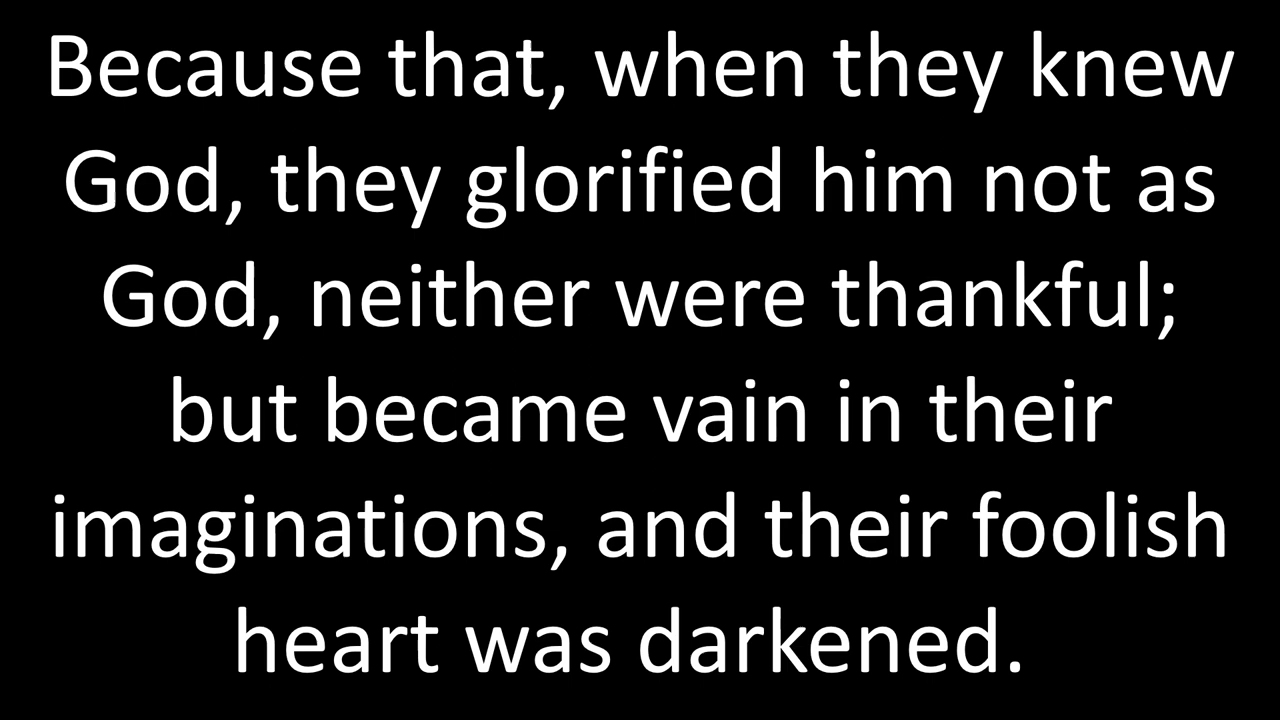 Because that, when they knew
God, they glorified him not as
God, neither were thankful;
but became vain in their
imaginations, and their foolish
heart was darkened.